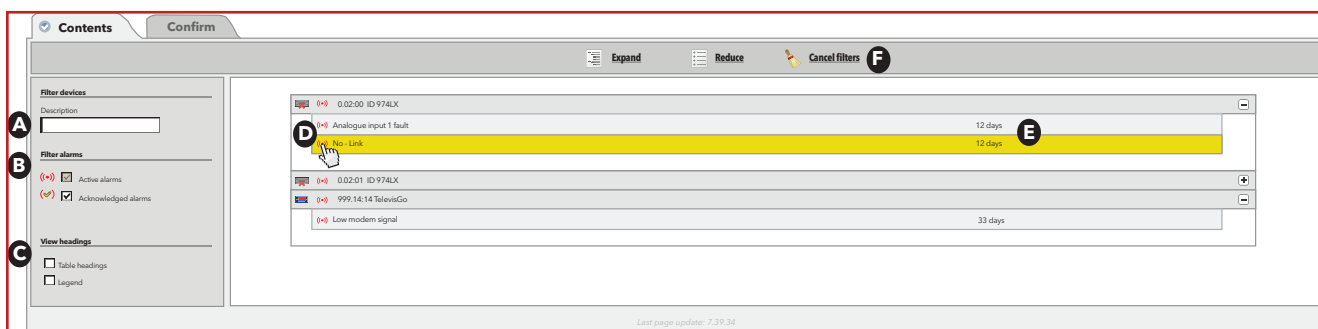 Contents Confirm
Expand Reduce Cancel filters F
Filter devices
Description
A
Filter alarms
B
Active alarms
Acknowledged alarms
View headings
C
Table headings
Legend
0.02:00 ID 974LX
D Analogue input 1 fault 12 days E
No - Link 12 days
0.02:01 ID 974LX
999.14:14 TelevisGo
Low modem signal 33 days
Last page update: 7.39.34